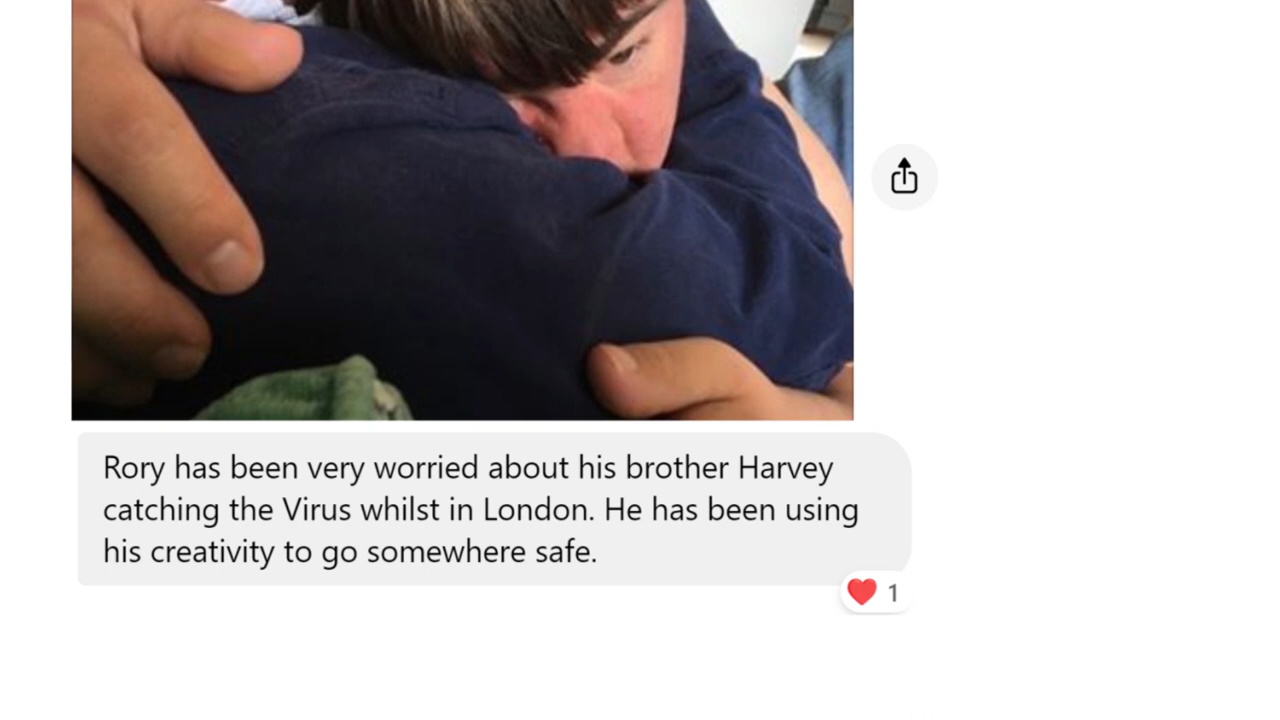 Rory has been very worried about his brother Harvey
catching the Virus whilst in London. He has been using
his creativity to go somewhere safe.
1